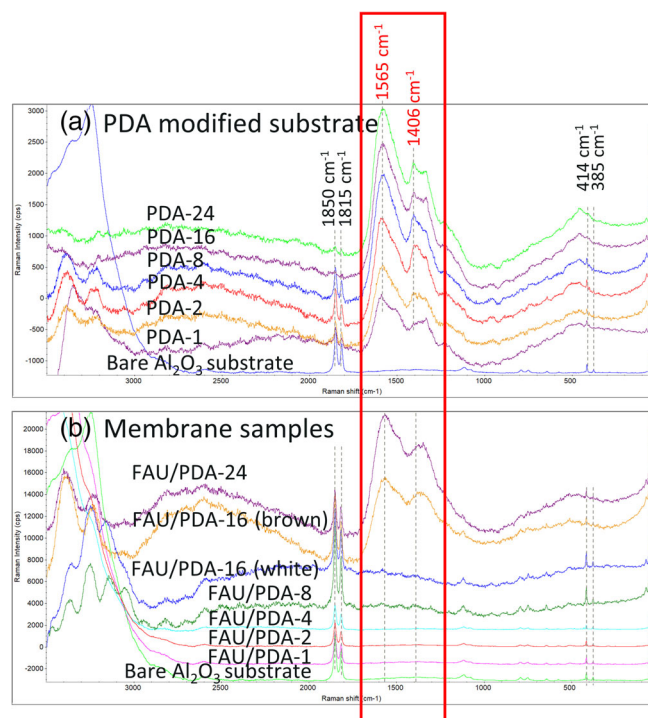 1565 cm-1
1406 cm-1
(a) PDA modified substrate
1850 cm-1
1815 cm-1
414 cm-1
385 cm-1
Raman Intensity (cps)
3000
2500
2000
1500
1000
500
0
-500
-1000
PDA-24
PDA-16
PDA-8
PDA-4
PDA-2
PDA-1
Bare Al2O3 substrate
3000
2500
2000
1500
1000
500
Raman shift (cm-1)
(b) Membrane samples
Raman Intensity (cps)
20000
18000
16000
14000
12000
10000
8000
6000
4000
2000
0
-2000
FAU/PDA-24
FAU/PDA-16 (brown)
FAU/PDA-16 (white)
FAU/PDA-8
FAU/PDA-4
FAU/PDA-2
FAU/PDA-1
Bare Al2O3 substrate
3000
2500
2000
1500
1000
500
Raman shift (cm-1)